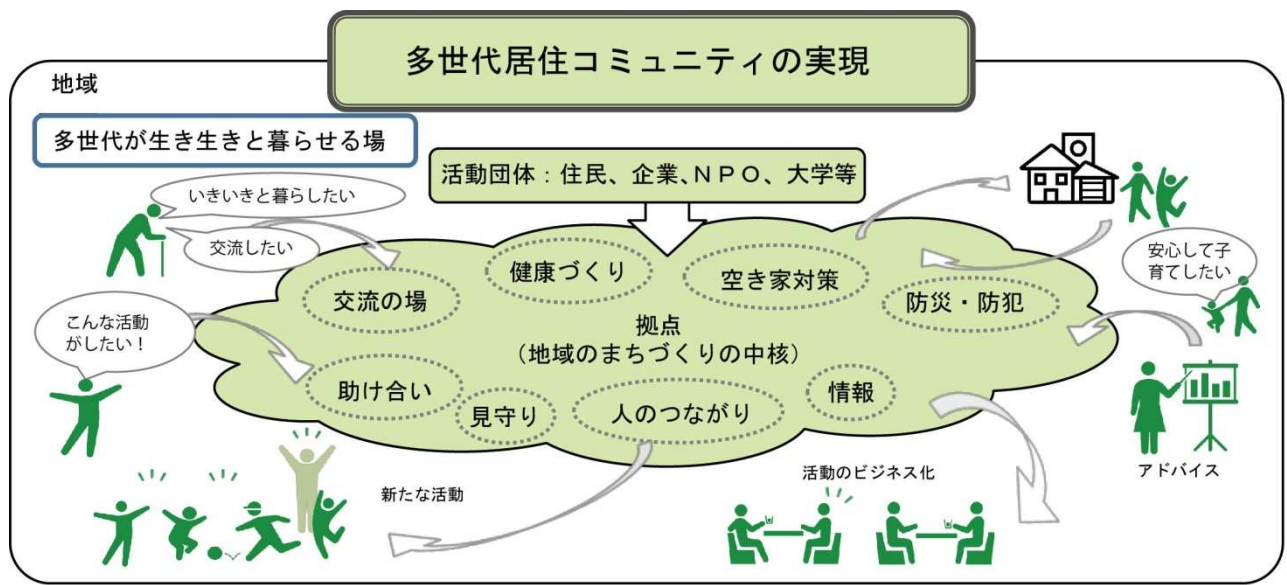 多世代居住コミュニティの実現
地域
多世代が生き生きと暮らせる場
活動団体：住民、企業、ＮＰＯ、大学等
いきいきと暮らしたい
交流したい
こんな活動
がしたい！
安心して子
育てしたい
健康づくり
空き家対策
交流の場
防災・防犯
拠点
（地域のまちづくりの中核）
助け合い
見守り
人のつながり
情報
アドバイス
新たな活動
活動のビジネス化